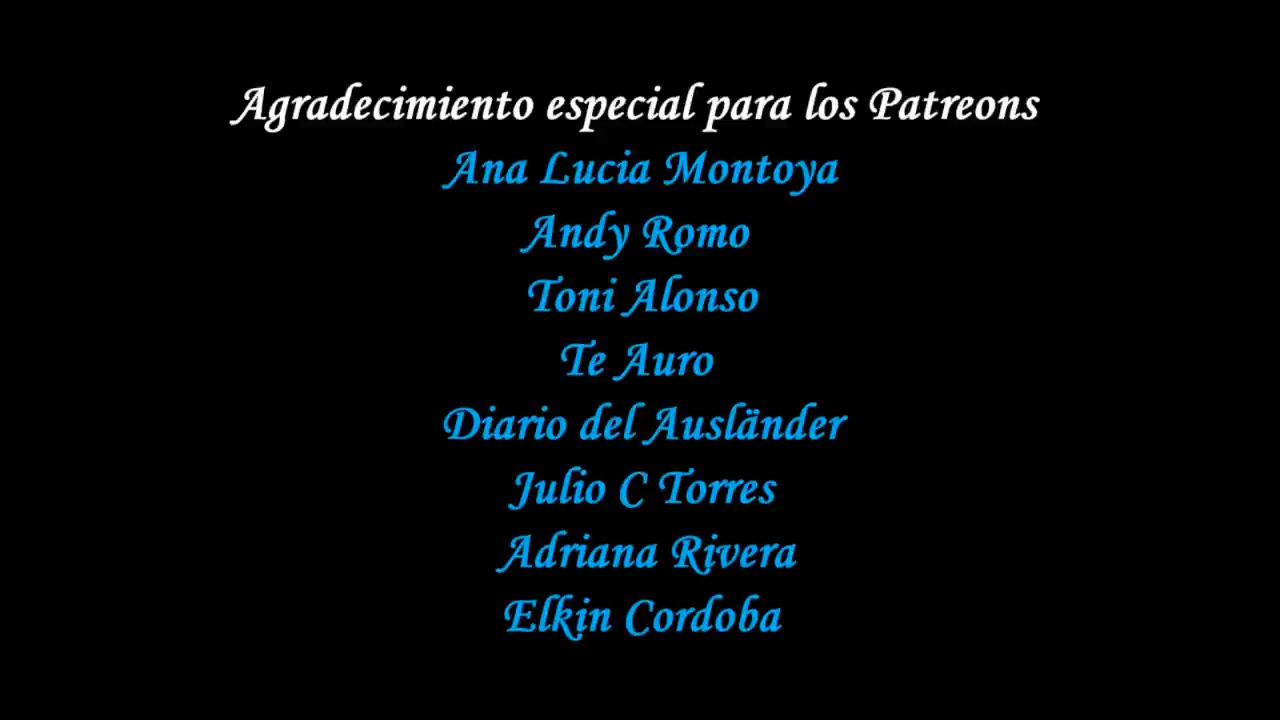 Agradecimiento especial para los Patreons
Ana Lucia Montoya
Andy Romo
Toni Alonso
Te Auro
Diario del Ausländer
Julio C Torres
Adriana Rivera
Elkin Cordoba